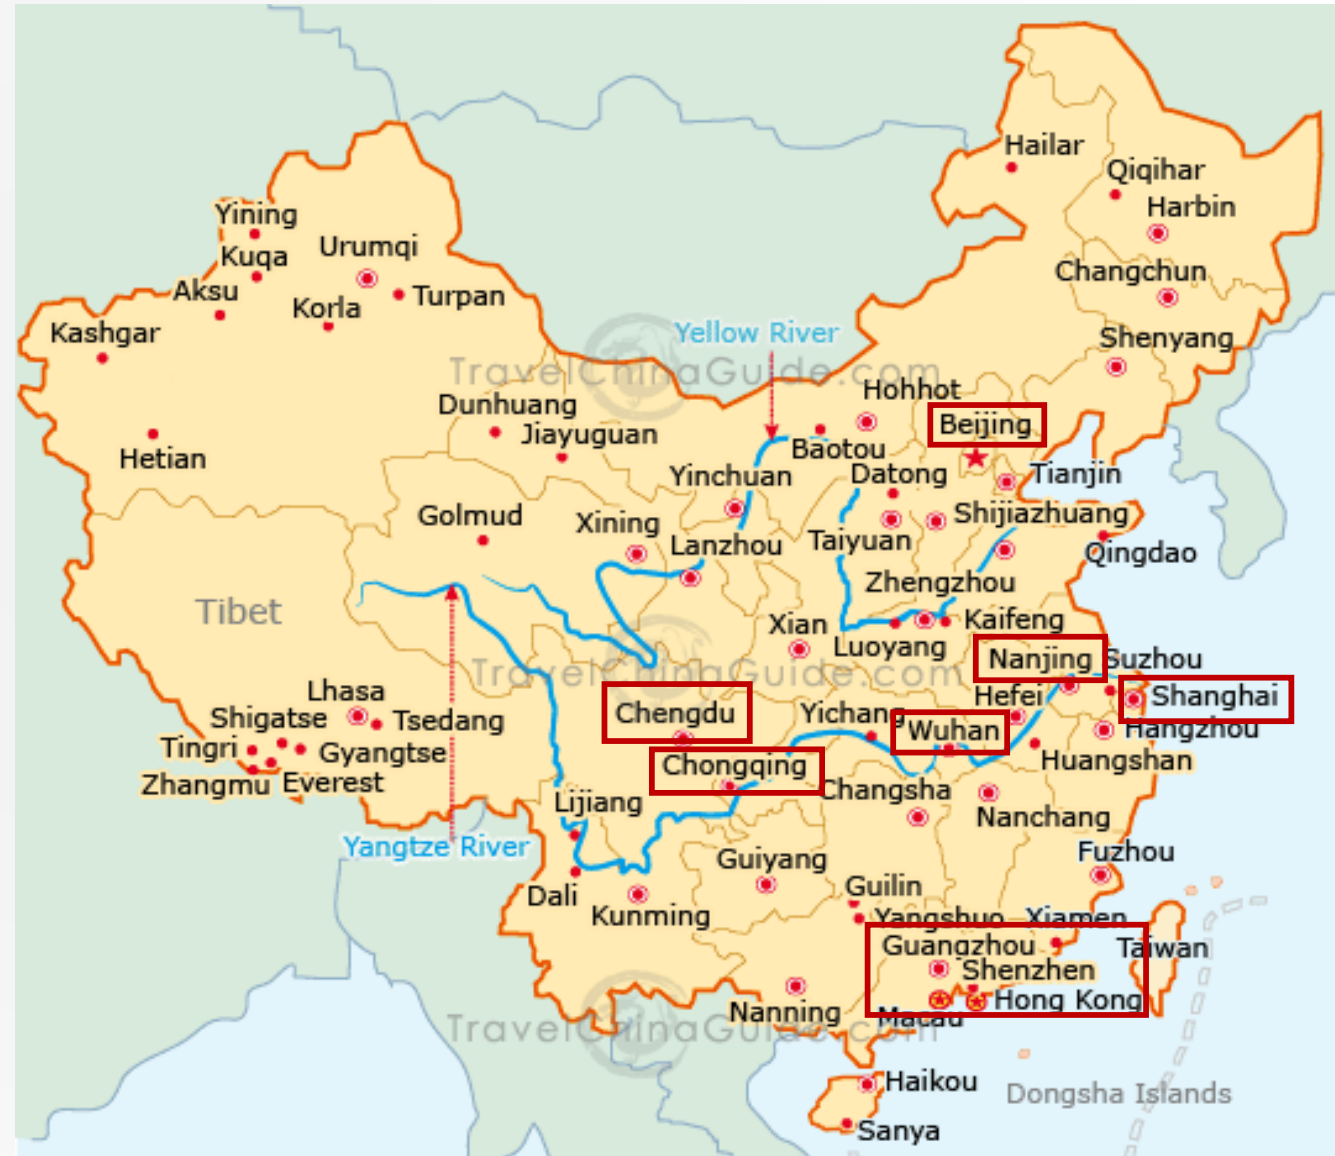 Hailar
Qiqihar
Harbin
Yining
Urumqi
Kuqa
Changchun
Aksu
Korla
Turpan
Kashgar
Yellow River
Shenyang
TravelChinaGuide.com
Hohhot
Dunhuang
Beijing
Jiayuguan
Baotou
Hetian
Yinchuan
Datong
Tianjin
Golmud
Xining
Shijiazhuang
Lanzhou
Taiyuan
Qingdao
Zhengzhou
Tibet
Xian
Kaifeng
Luoyang
Nanjing
Suzhou
TravelChinaGuide.com
Lhasa
Hefei
Shanghai
Chengdu
Yichang
Shigatse
Tsedang
Wuhan
Hangzhou
Tingri
Gyangtse
Chongqing
Huangshan
Zhangmu
Everest
Changsha
Lijiang
Nanchang
Yangtze River
Guiyang
Fuzhou
Guilin
Dali
Kunming
Yangshuo
Xiamen
Guangzhou
Taiwan
Shenzhen
Hong Kong
Nanning
Macau
TravelChinaGuide.com
Haikou
Dongsha Islands
Sanya